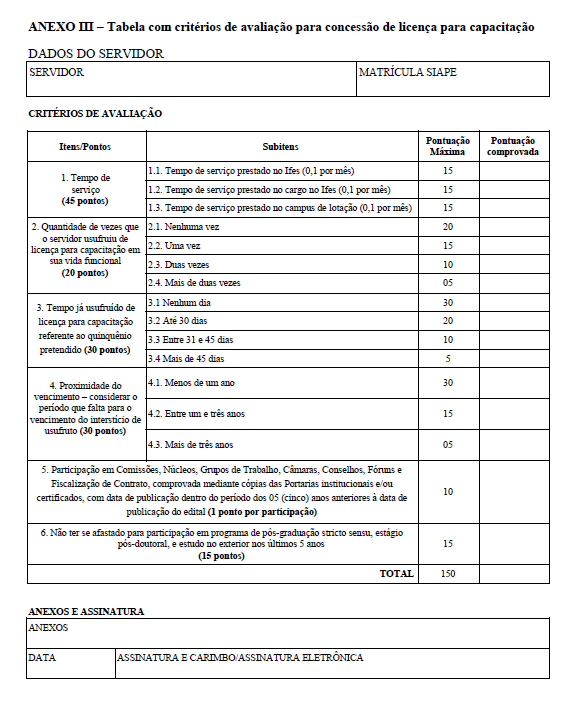 ANEXO III – Tabela com critérios de avaliação para concessão de licença para capacitação
DADOS DO SERVIDOR
SERVIDOR
MATRÍCULA SIAPE
CRITÉRIOS DE AVALIAÇÃO
Itens/Pontos
Subitens
Pontuação
Máxima
Pontuação
comprovada
1. Tempo de
serviço
(45 pontos)
1.1. Tempo de serviço prestado no Ifes (0,1 por mês)
15
1.2. Tempo de serviço prestado no cargo no Ifes (0,1 por mês)
15
1.3. Tempo de serviço prestado no campus de lotação (0,1 por mês)
15
2. Quantidade de vezes que
o servidor usufruiu de
licença para capacitação em
sua vida funcional
(20 pontos)
2.1. Nenhuma vez
20
2.2. Uma vez
15
2.3. Duas vezes
10
2.4. Mais de duas vezes
05
3. Tempo já usufruído de
licença para capacitação
referente ao quinquênio
pretendido (30 pontos)
3.1 Nenhum dia
30
3.2 Até 30 dias
20
3.3 Entre 31 e 45 dias
10
3.4 Mais de 45 dias
5
4. Proximidade do
vencimento – considerar o
período que falta para o
vencimento do interstício de
usufruto (30 pontos)
4.1. Menos de um ano
30
4.2. Entre um e três anos
15
4.3. Mais de três anos
05
5. Participação em Comissões, Núcleos, Grupos de Trabalho, Câmaras, Conselhos, Fóruns e
Fiscalização de Contrato, comprovada mediante cópias das Portarias institucionais e/ou
certificados, com data de publicação dentro do período dos 05 (cinco) anos anteriores à data de
publicação do edital (1 ponto por participação)
10
6. Não ter se afastado para participação em programa de pós-graduação stricto sensu, estágio
pós-doutoral, e estudo no exterior nos últimos 5 anos
(15 pontos)
15
TOTAL
150
ANEXOS E ASSINATURA
ANEXOS
DATA
ASSINATURA E CARIMBO/ASSINATURA ELETRÔNICA